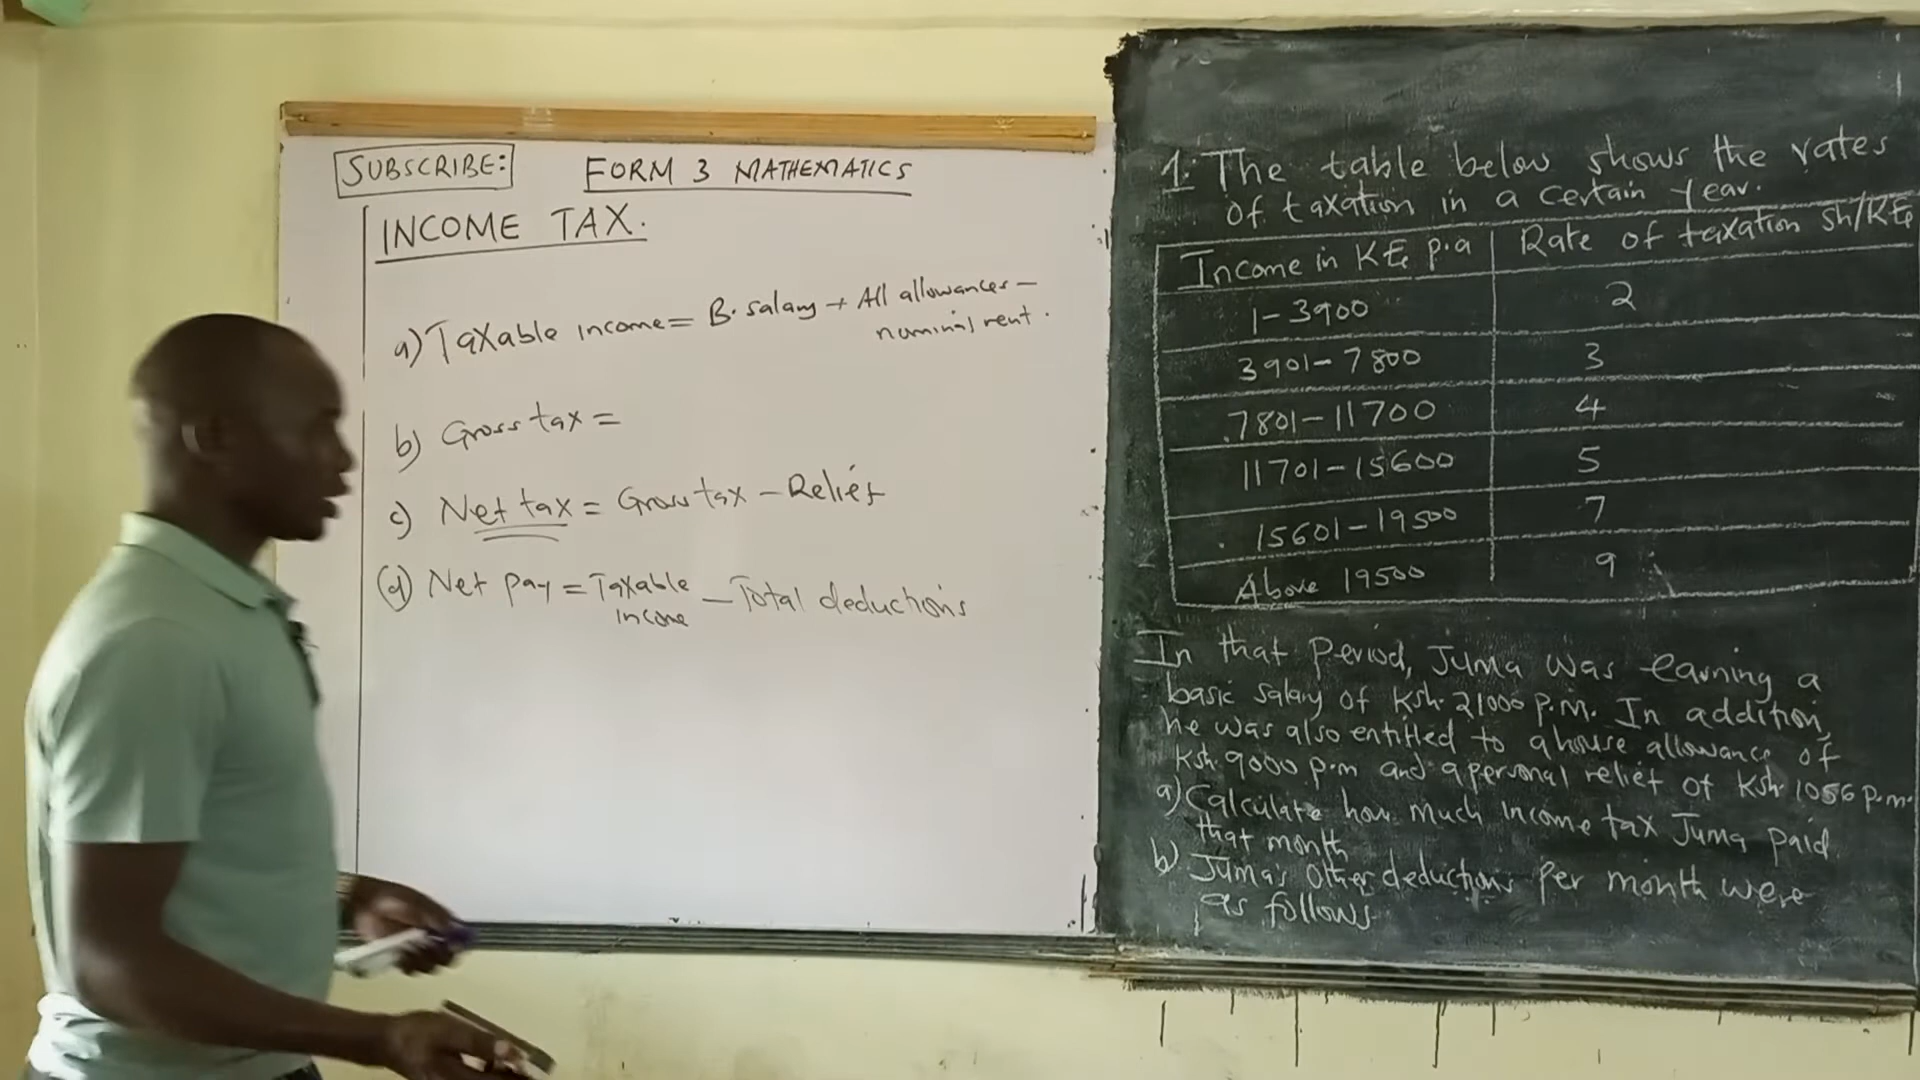 SUBSCRIBE:
FORM 3 MATHEMATICS
INCOME TAX.
a) Taxable income = B. salary + All allowances -
nominal rent.
b) Gross tax =
c) Net tax = Gross tax - Relief
(d) Net pay = Taxable - Total deductions
income
1. The table below shows the rates
of taxation in a certain year.
Income in K£ p.a | Rate of taxation sh/K£
1-3900 2
3901-7800 3
7801-11700 4
11701-15600 5
15601-19500 7
Above 19500 9
In that period, Juma was earning a
basic salary of Ksh. 21000 p.m. In addition,
he was also entitled to a house allowance of
Ksh. 9000 p.m and a personal relief of Ksh 1056 p.m.
a) Calculate how much income tax Juma paid
that month
b) Juma's other deductions per month were
as follows